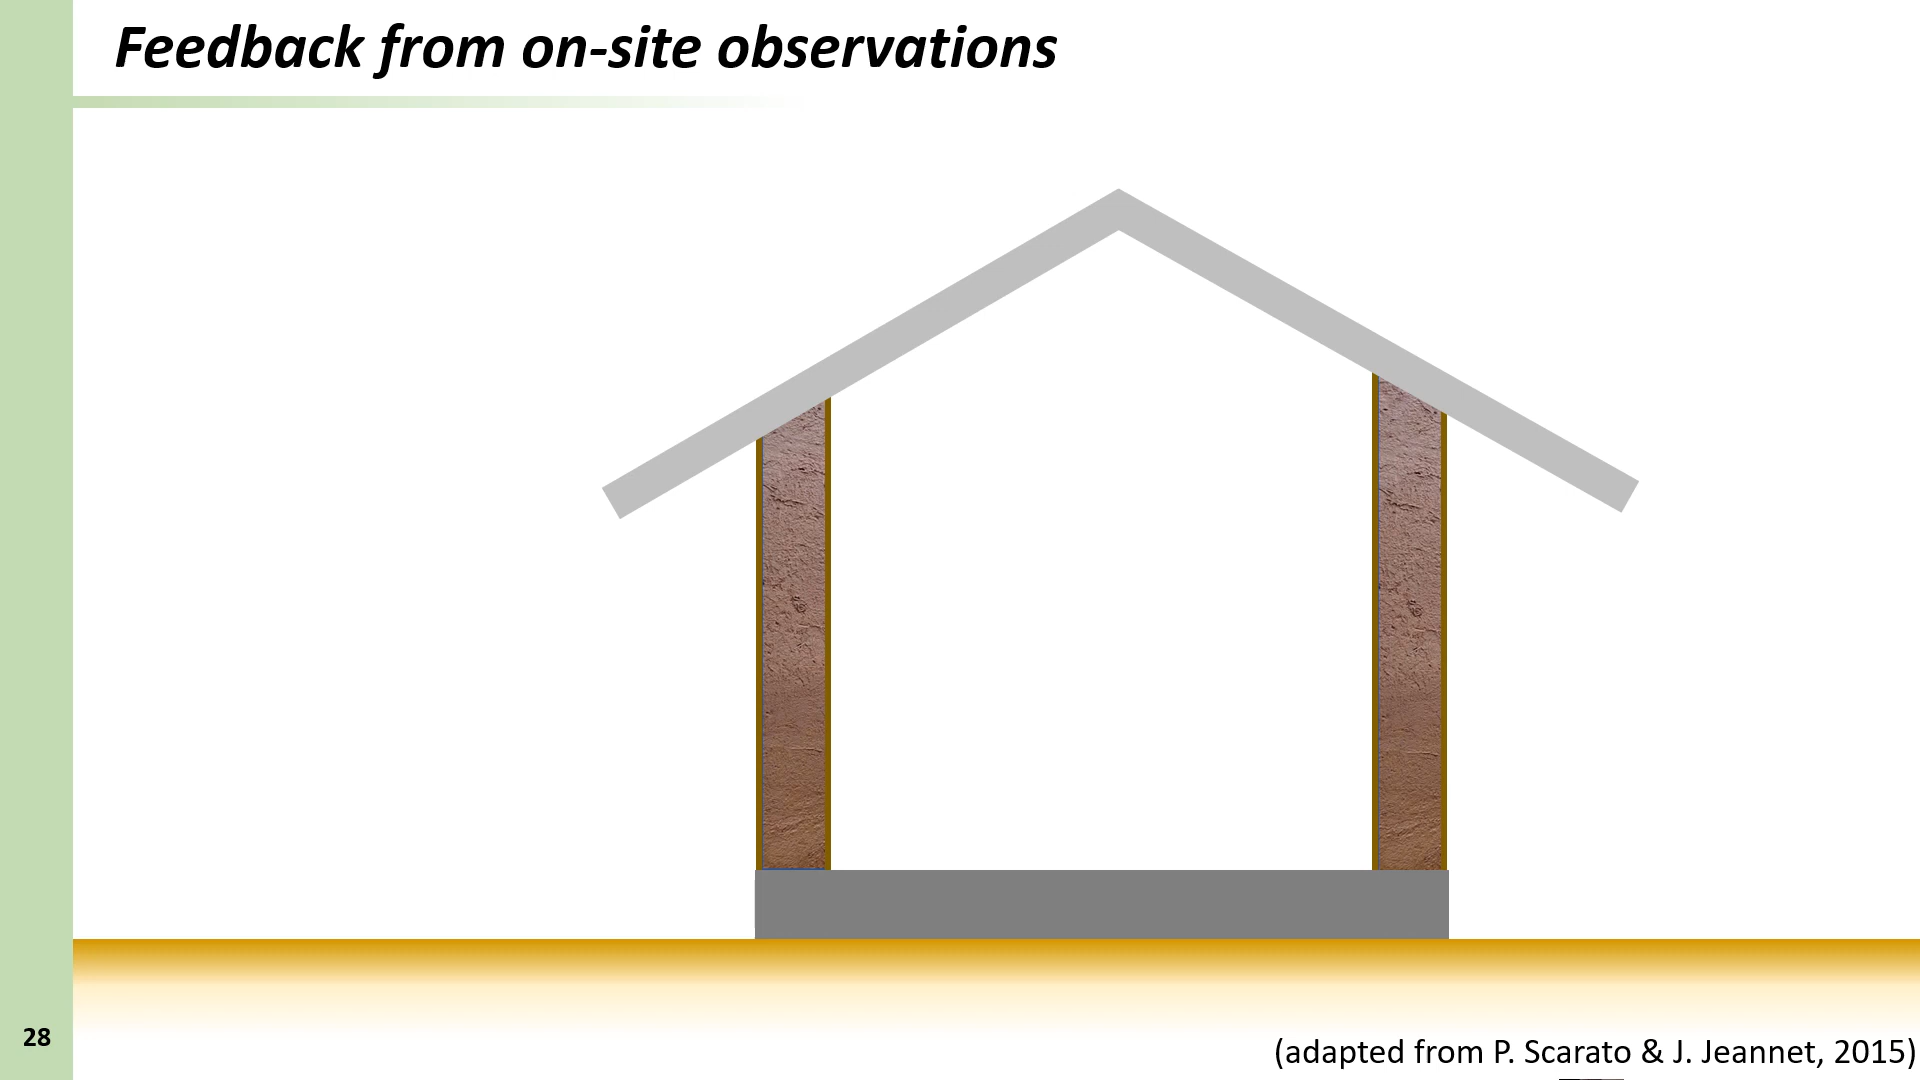 Feedback from on-site observations
28
(adapted from P. Scarato & J. Jeannet, 2015)